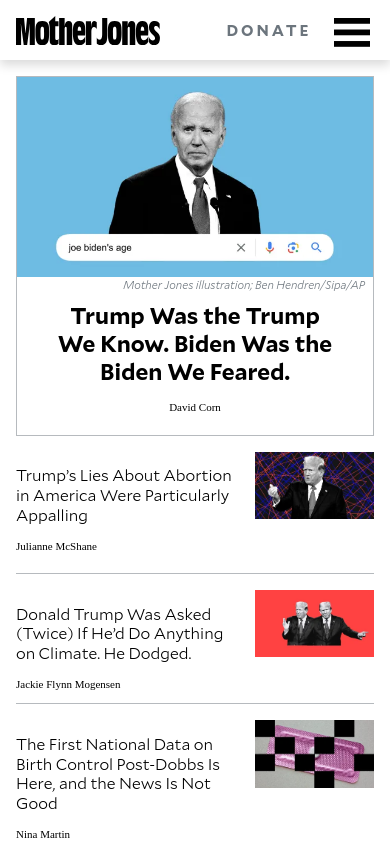 Mother Jones
DONATE
joe biden's age
Mother Jones illustration; Ben Hendren/Sipa/AP
Trump Was the Trump
We Know. Biden Was the
Biden We Feared.
David Corn
Trump’s Lies About Abortion
in America Were Particularly
Appalling
Julianne McShane
Donald Trump Was Asked
(Twice) If He’d Do Anything
on Climate. He Dodged.
Jackie Flynn Mogensen
The First National Data on
Birth Control Post-Dobbs Is
Here, and the News Is Not
Good
Nina Martin